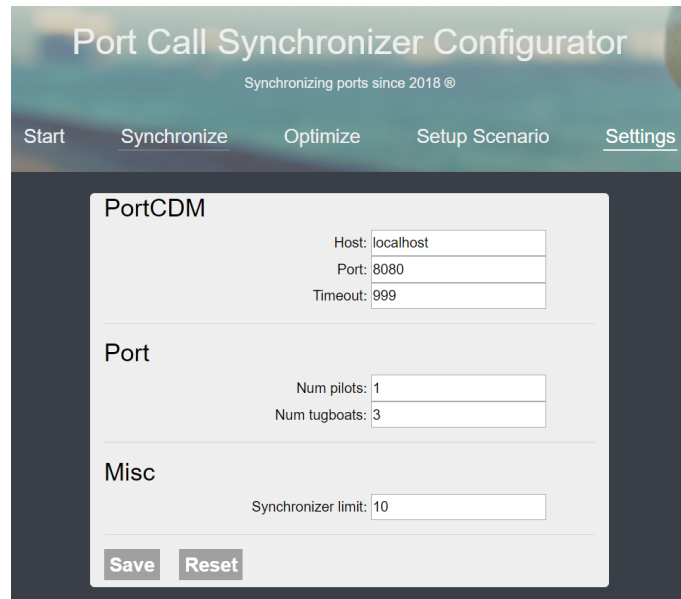 Port Call Synchronizer Configurator
Synchronizing ports since 2018 ®
Start Synchronize Optimize Setup Scenario Settings
PortCDM
Host: localhost
Port: 8080
Timeout: 999
Port
Num pilots: 1
Num tugboats: 3
Misc
Synchronizer limit: 10
Save Reset